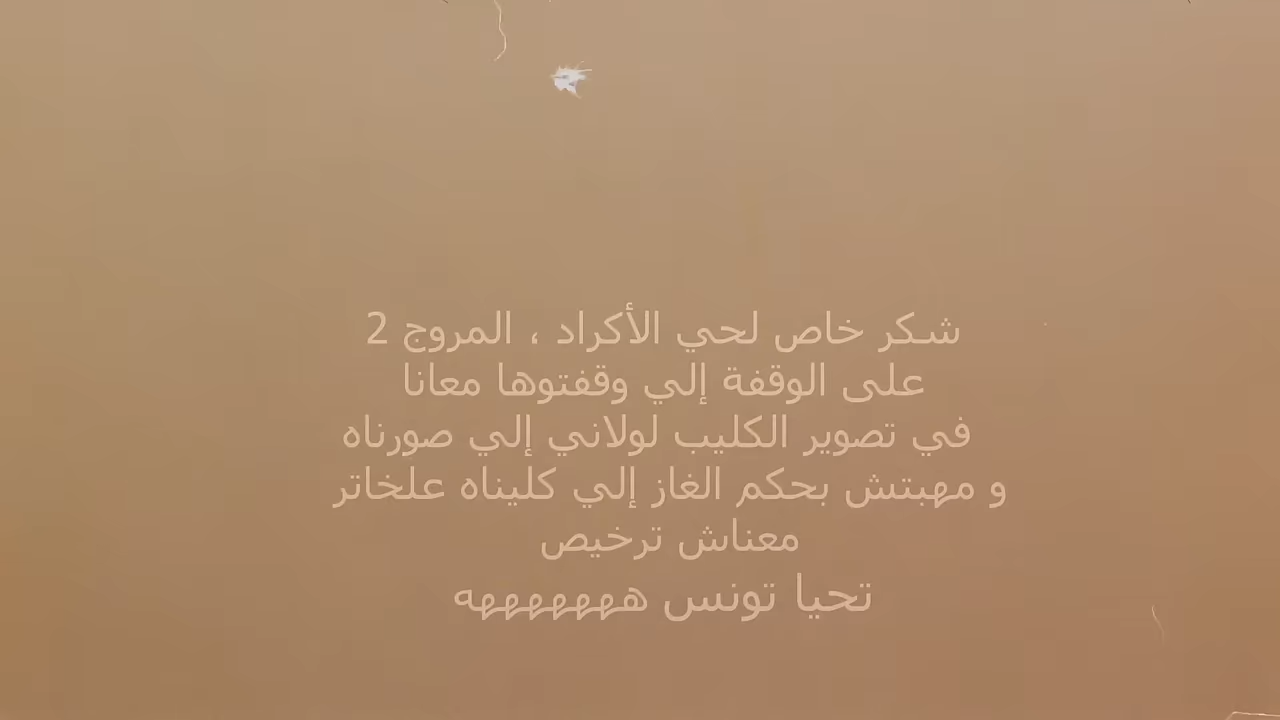 شكر خاص لحي الأكراد ، المروج 2
على الوقفة إلي وقفتوها معانا
في تصوير الكليب لولاني إلي صورناه
و مهبتش بحكم الغاز إلي كليناه علخاتر
معناش ترخيص
تحيا تونس هههههههه